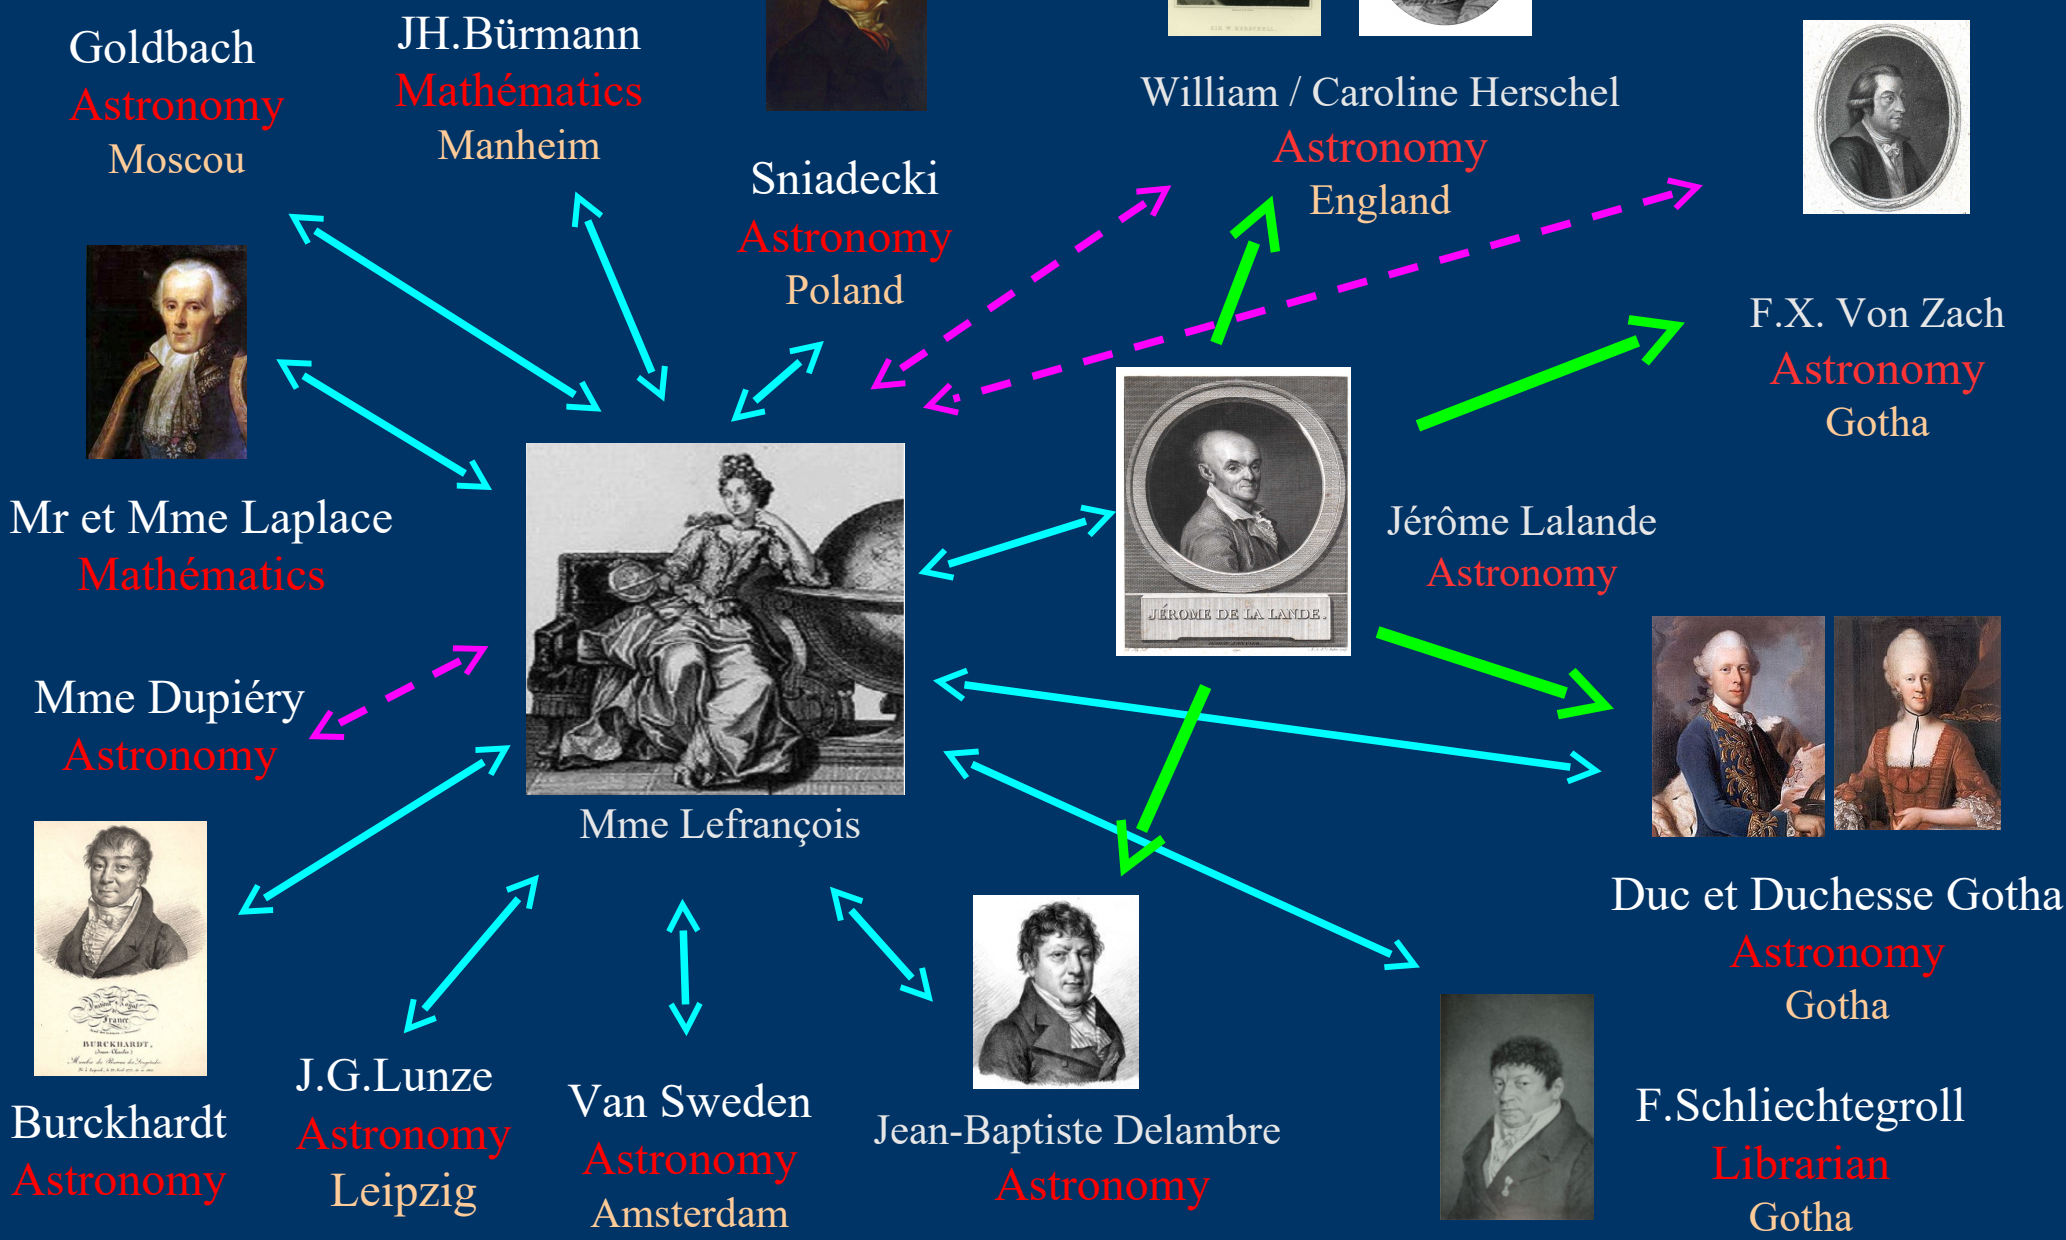 Goldbach
Astronomy
Moscou
JH.Bürmann
Mathématics
Manheim
Sniadecki
Astronomy
Poland
William / Caroline Herschel
Astronomy
England
F.X. Von Zach
Astronomy
Gotha
Mr et Mme Laplace
Mathématics
Jérôme Lalande
Astronomy
JÉROME DE LA LANDE.
Mme Dupiéry
Astronomy
Mme Lefrançois
Duc et Duchesse Gotha
Astronomy
Gotha
France
BURCKHARDT,
Burckhardt
Astronomy
J.G.Lunze
Astronomy
Leipzig
Van Sweden
Astronomy
Amsterdam
Jean-Baptiste Delambre
Astronomy
F.Schliechtegroll
Librarian
Gotha